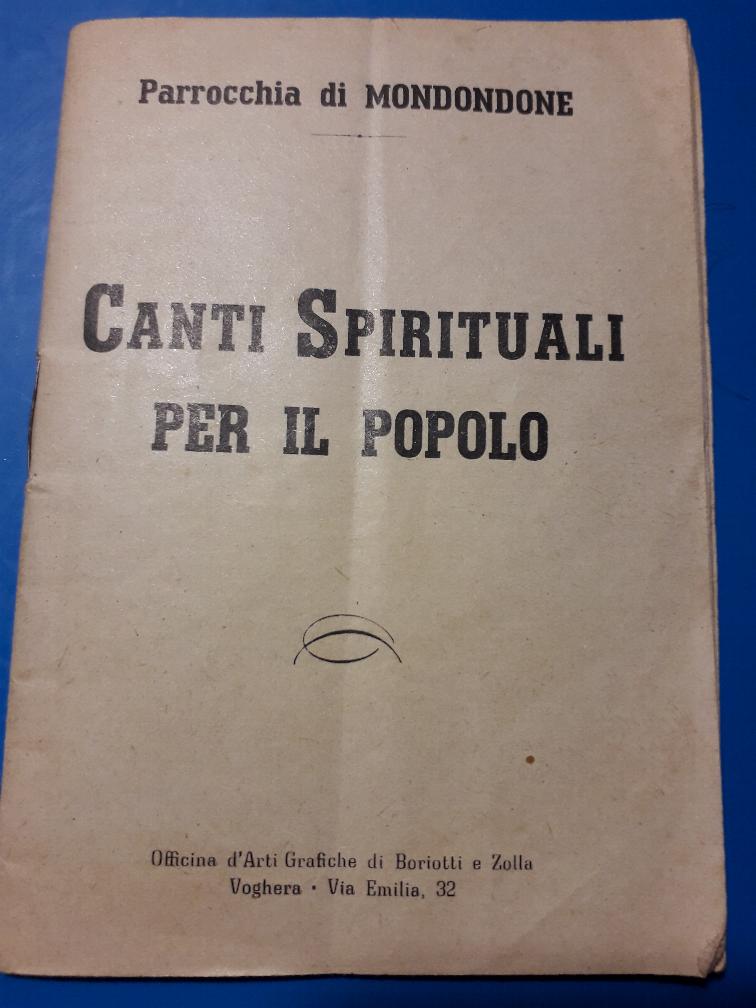 Parrocchia di MONDONDONE
CANTI SPIRITUALI
PER IL POPOLO
Officina d'Arti Grafiche di Boriotti e Zolla
Voghera • Via Emilia, 32